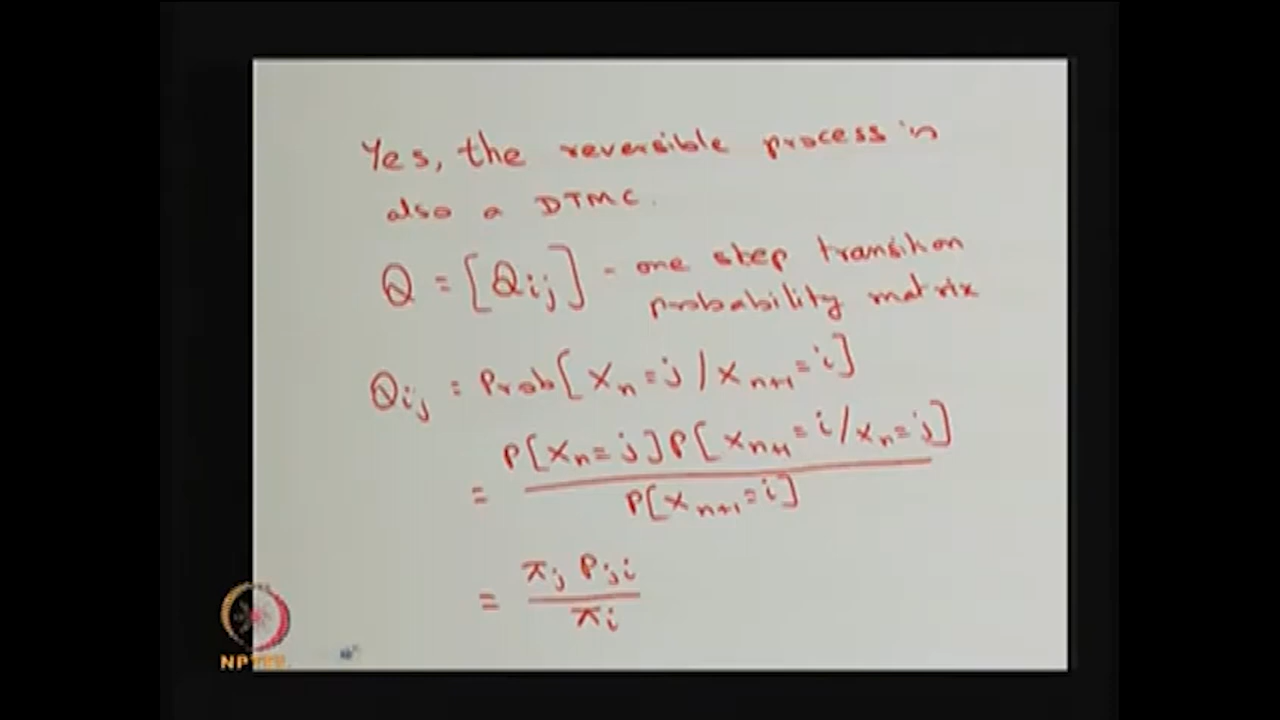 Yes, the reversible process in
also a DTMC.
Q = [Qij] - one step transition
probability matrix
Qij = Prob[Xn=j / Xn+1=i]
= P[Xn=j]P[Xn+1=i/Xn=j]
P[Xn+1=i]
= πj Pji
πi
NPTEL